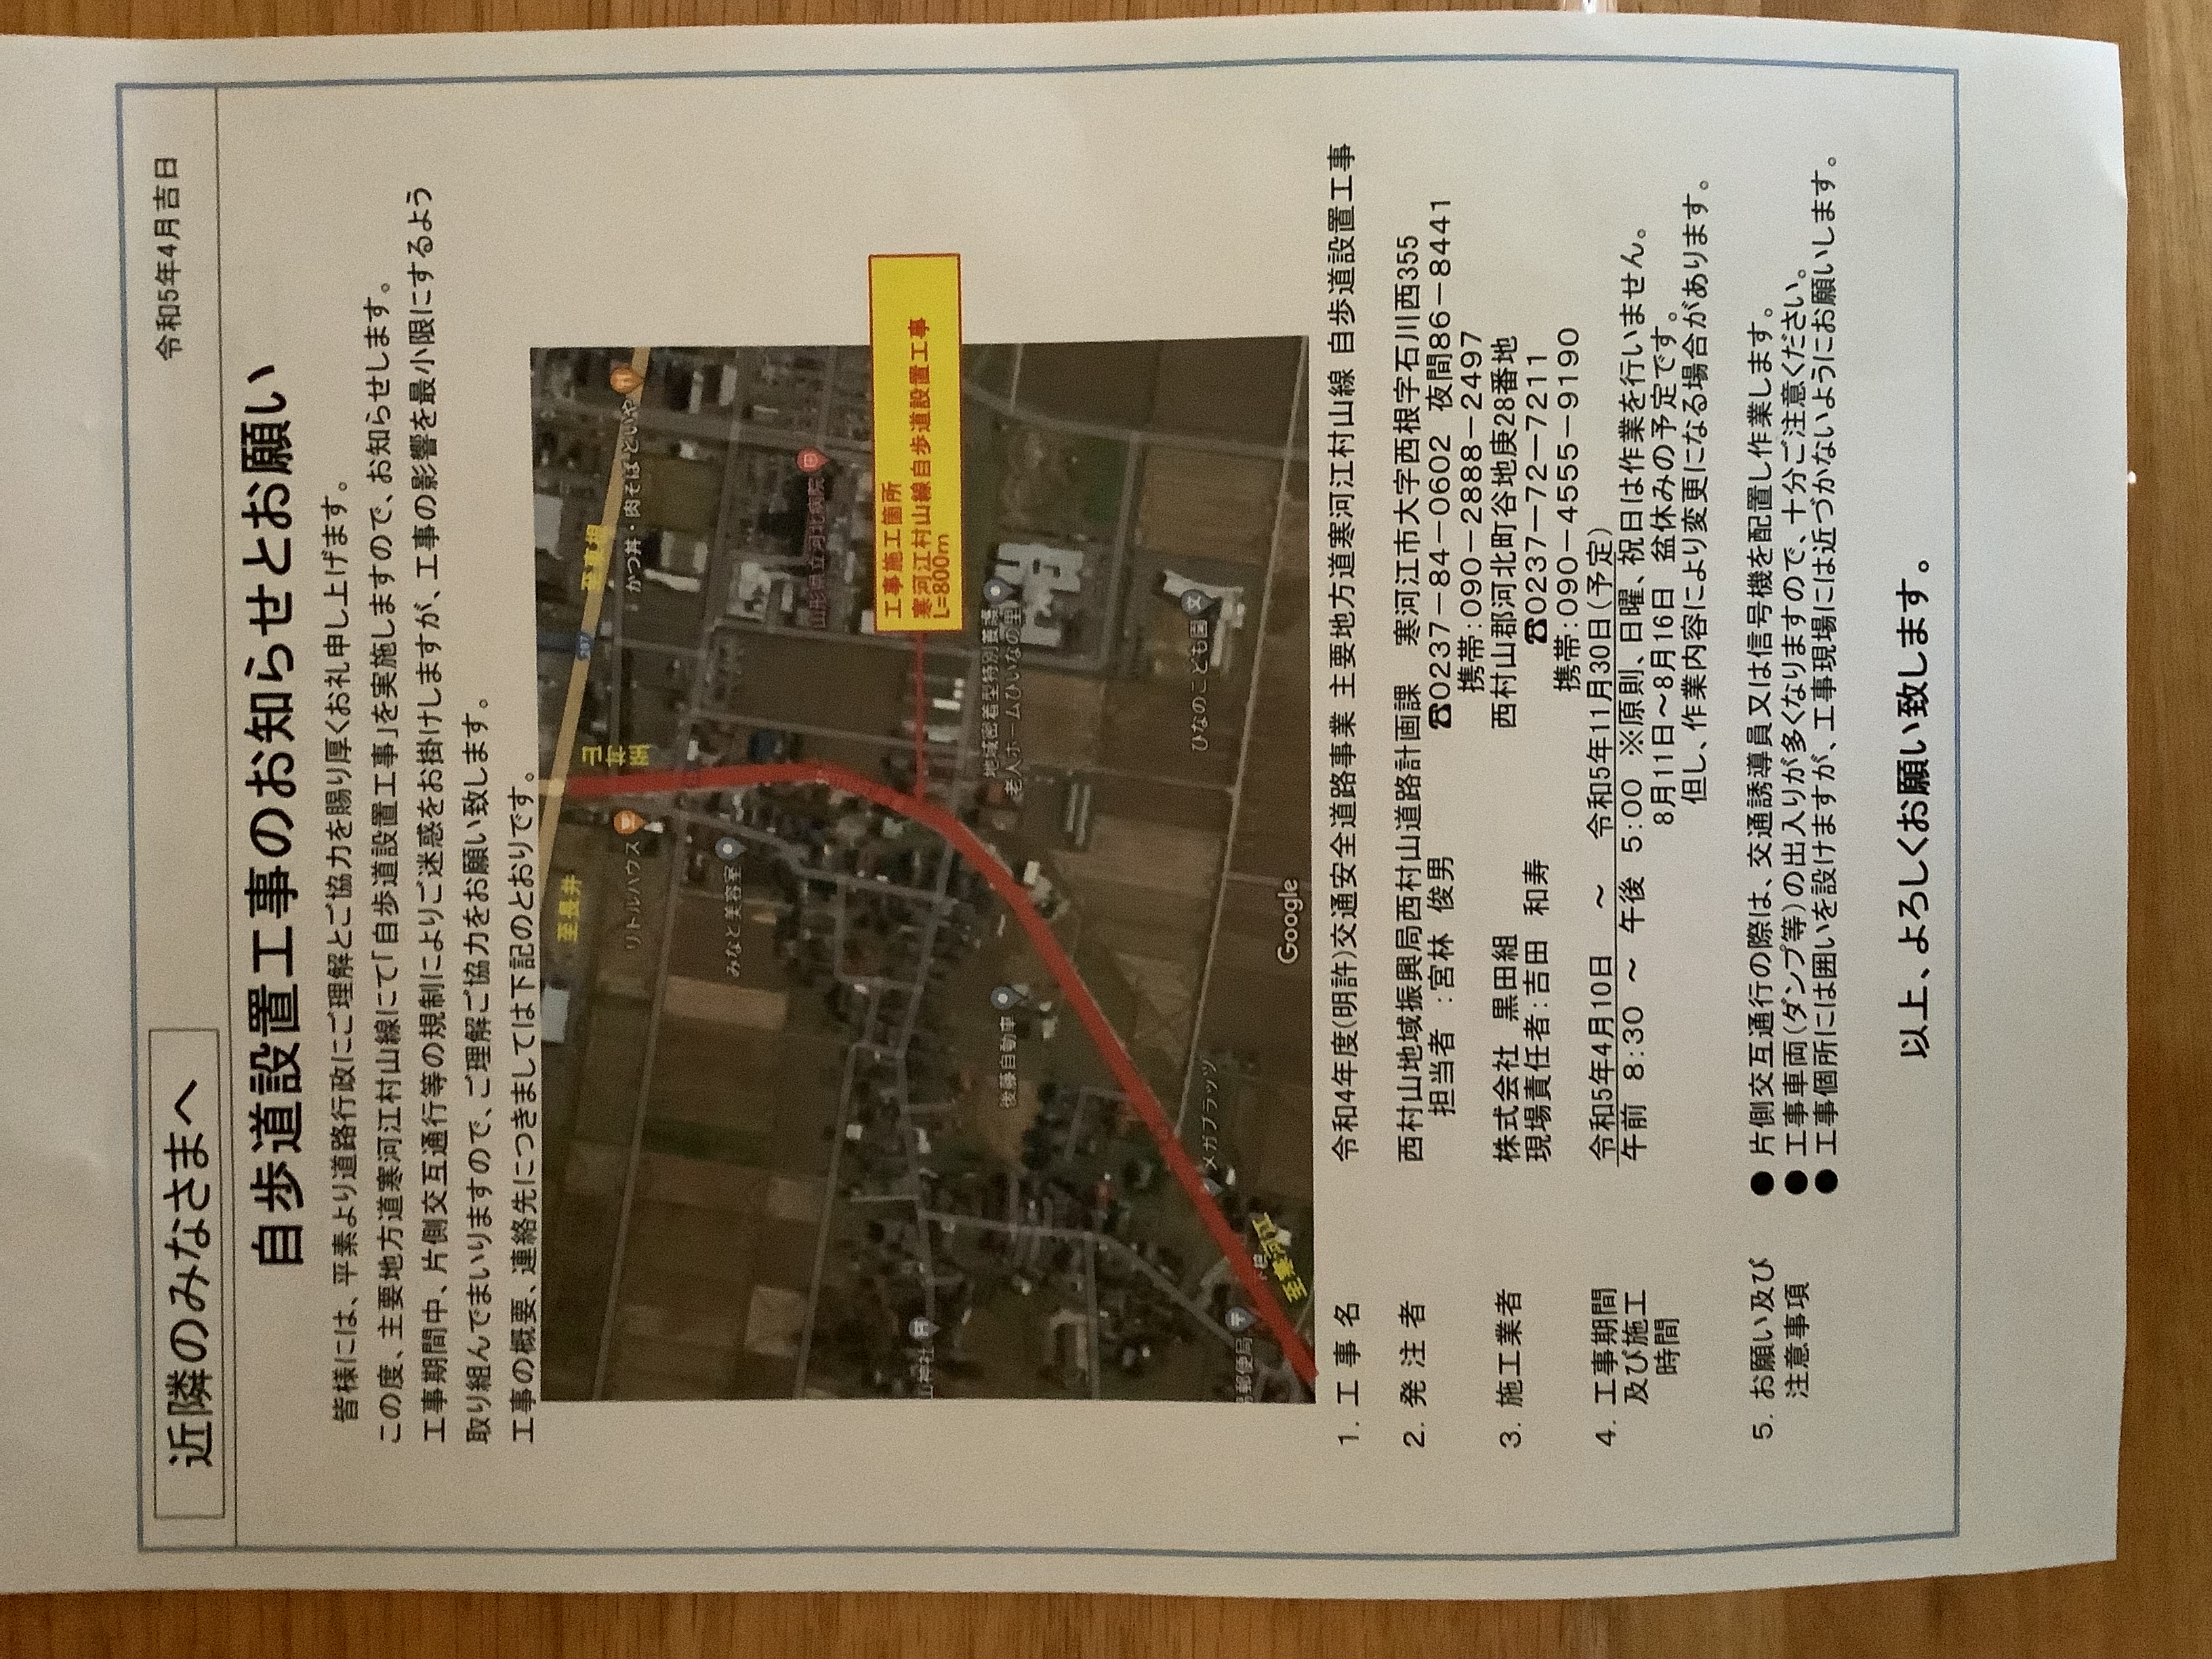 近隣のみなさまへ
令和5年4月吉日
自歩道設置工事のお知らせとお願い
皆様には、平素より道路行政にご理解とご協力を賜り厚くお礼申し上げます。
この度、主要地方道寒河江村山線にて「自歩道設置工事」を実施しますので、お知らせします。
工事期間中、片側交互通行等の規制によりご迷惑をお掛けしますが、工事の影響を最小限にするよう
取り組んでまいりますので、ご理解ご協力をお願い致します。
工事の概要、連絡先につきましては下記のとおりです。
至長井
至村山
287
至東根
リトルハウス
かつ丼・肉そば といや
みなと美容室
山形県立河北病院
工事施工箇所
寒河江村山線自歩道設置工事
L=800m
山神社
後藤自動車
地域密着型特別養護
老人ホームひいなの里
メガブラッツ
ひなのこども園
郵便局
至寒河江
Google
1. 工 事 名 令和4年度(明許)交通安全道路事業 主要地方道寒河江村山線 自歩道設置工事
2. 発 注 者 西村山地域振興局西村山道路計画課 寒河江市大字西根字石川西355
担当者 :宮林 俊男 ☎0237-84-0602 夜間86-8441
携帯:090-2888-2497
3. 施工業者 株式会社 黒田組 西村山郡河北町谷地庚28番地
現場責任者:吉田 和寿 ☎0237-72-7211
携帯:090-4555-9190
4. 工事期間 令和5年4月10日 ～ 令和5年11月30日(予定)
及び施工 午前 8:30 ～ 午後 5:00 ※原則、日曜、祝日は作業を行いません。
時間 8月11日～8月16日 盆休みの予定です。
但し、作業内容により変更になる場合があります。
5. お願い及び ● 片側交互通行の際は、交通誘導員又は信号機を配置し作業します。
注意事項 ● 工事車両(ダンプ等)の出入りが多くなりますので、十分ご注意ください。
● 工事個所には囲いを設けますが、工事現場には近づかないようにお願いします。
以上、よろしくお願い致します。